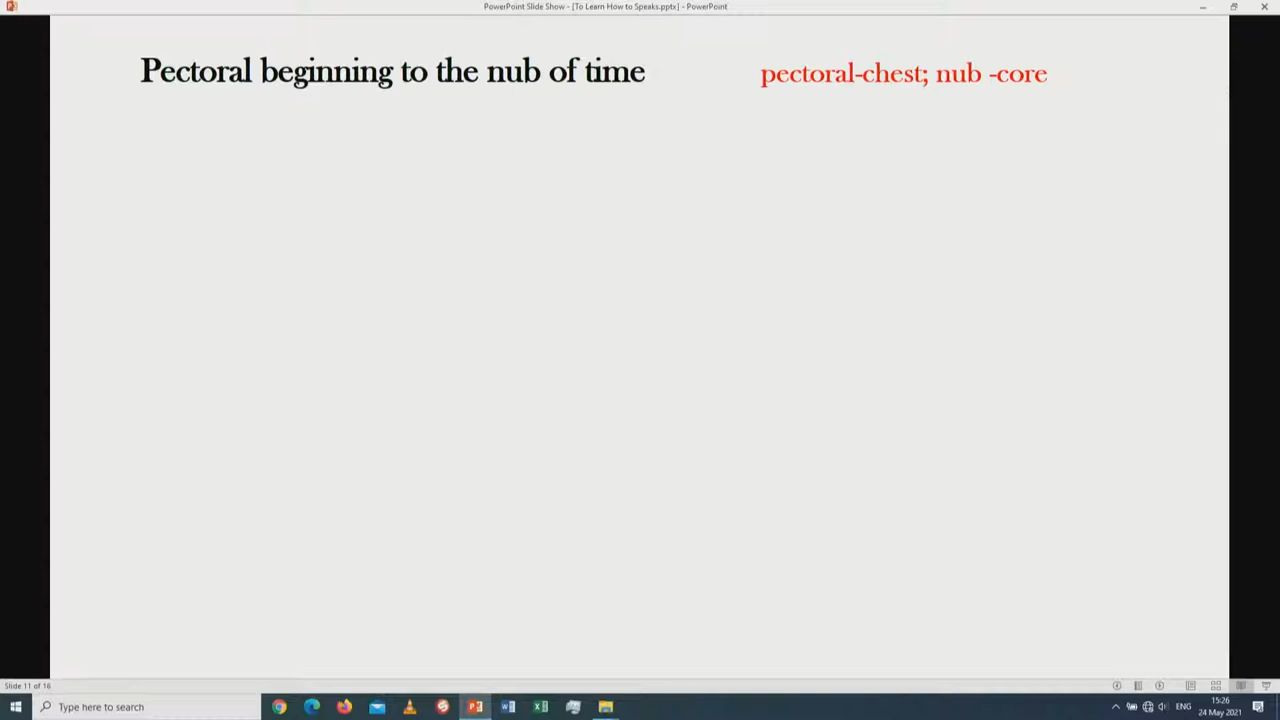 PowerPoint Slide Show - [To Learn How to Speaks.pptx] - PowerPoint
Pectoral beginning to the nub of time
pectoral-chest; nub -core
Slide 11 of 16
Type here to search
ENG
15:26
24 May 2021